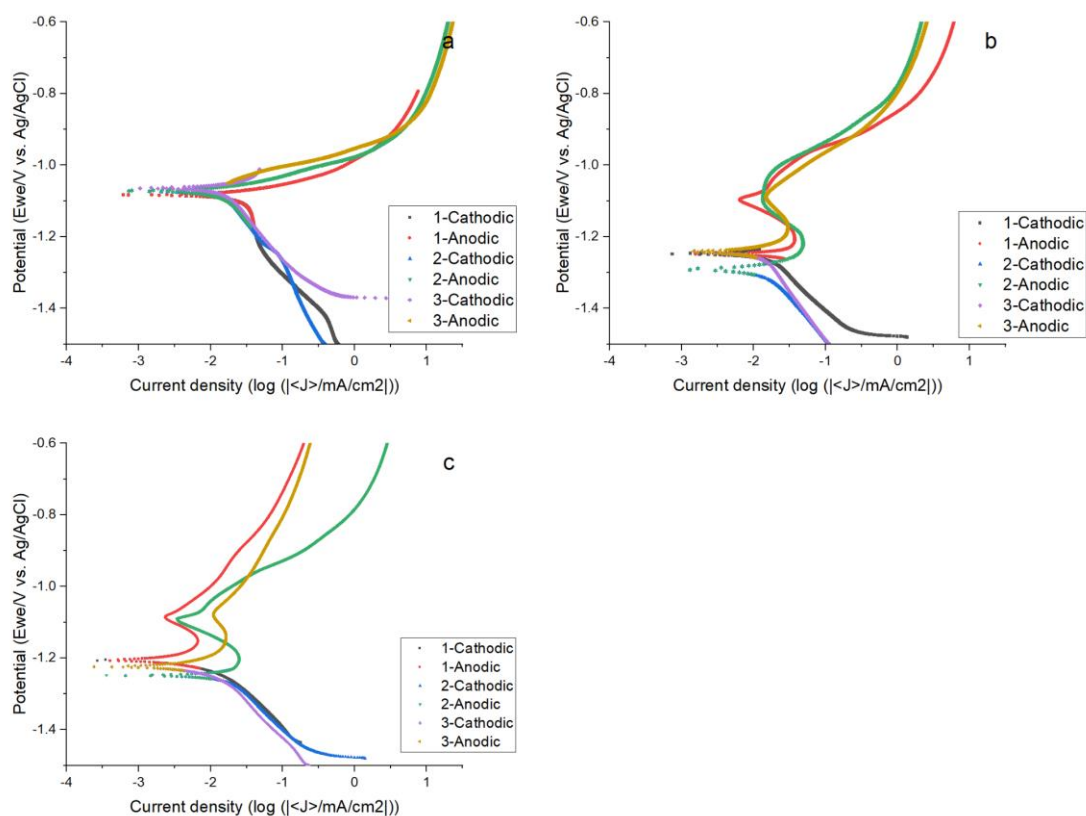 a
Potential (Ewe/V vs. Ag/AgCl)
-0.6
-0.8
-1.0
-1.2
-1.4
-4
-3
-2
-1
0
1
Current density (log (|<J>/mA/cm2|))
1-Cathodic
1-Anodic
2-Cathodic
2-Anodic
3-Cathodic
3-Anodic
b
Potential (Ewe/V vs. Ag/AgCl)
-0.6
-0.8
-1.0
-1.2
-1.4
-4
-3
-2
-1
0
1
Current density (log (|<J>/mA/cm2|))
1-Cathodic
1-Anodic
2-Cathodic
2-Anodic
3-Cathodic
3-Anodic
c
Potential (Ewe/V vs. Ag/AgCl)
-0.6
-0.8
-1.0
-1.2
-1.4
-4
-3
-2
-1
0
1
Current density (log (|<J>/mA/cm2|))
1-Cathodic
1-Anodic
2-Cathodic
2-Anodic
3-Cathodic
3-Anodic